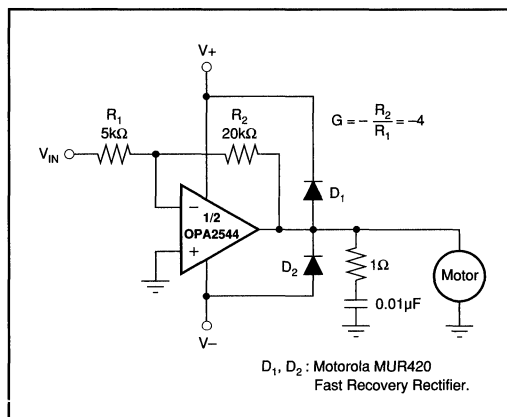 V+
R1
5kΩ
R2
20kΩ
G = − R2/R1 = −4
VIN
−
1/2
OPA2544
+
D1
D2
1Ω
0.01µF
Motor
V−
D1, D2 : Motorola MUR420
Fast Recovery Rectifier.